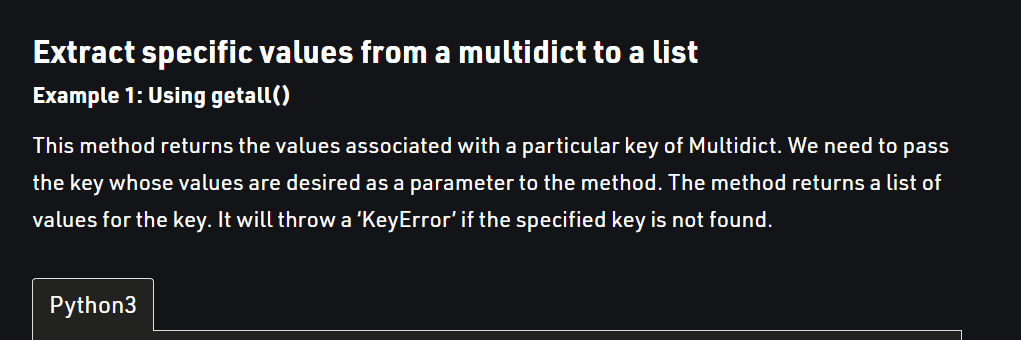 Extract specific values from a multidict to a list
Example 1: Using getall()
This method returns the values associated with a particular key of Multidict. We need to pass
the key whose values are desired as a parameter to the method. The method returns a list of
values for the key. It will throw a ‘KeyError’ if the specified key is not found.
Python3